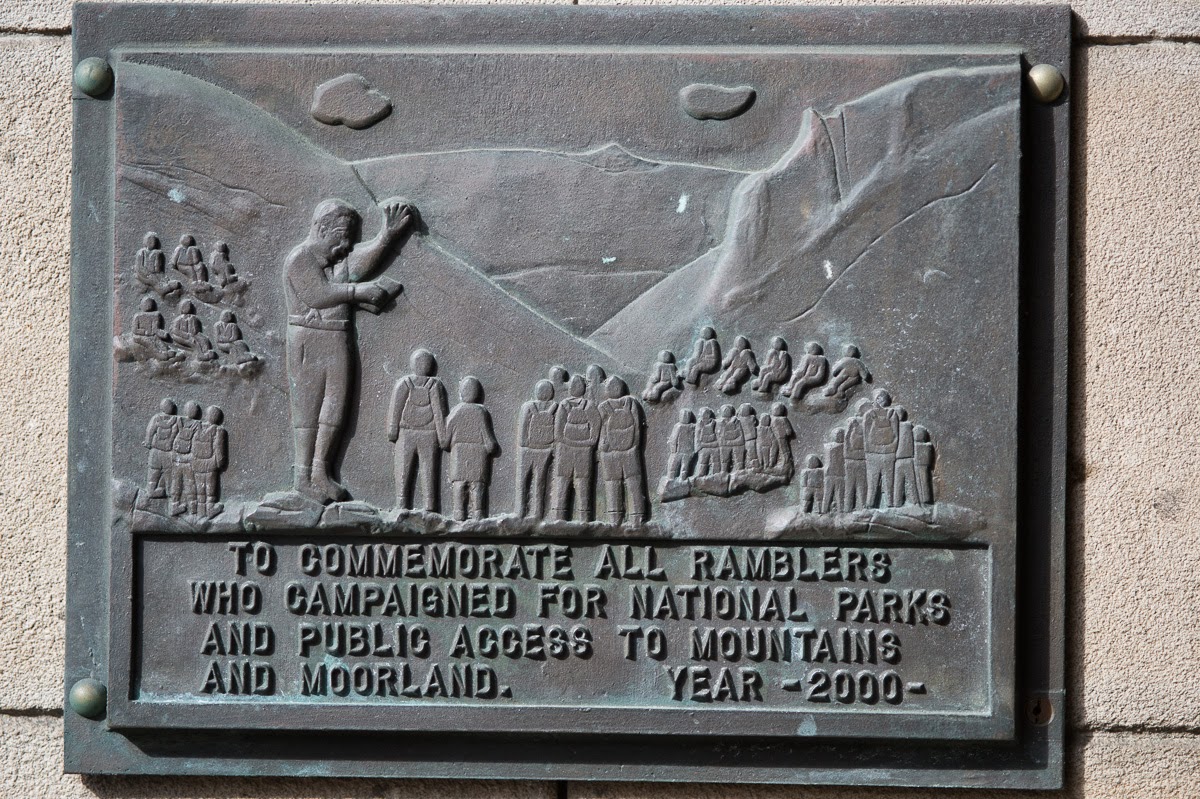 TO COMMEMORATE ALL RAMBLERS
WHO CAMPAIGNED FOR NATIONAL PARKS
AND PUBLIC ACCESS TO MOUNTAINS
AND MOORLAND. YEAR -2000-